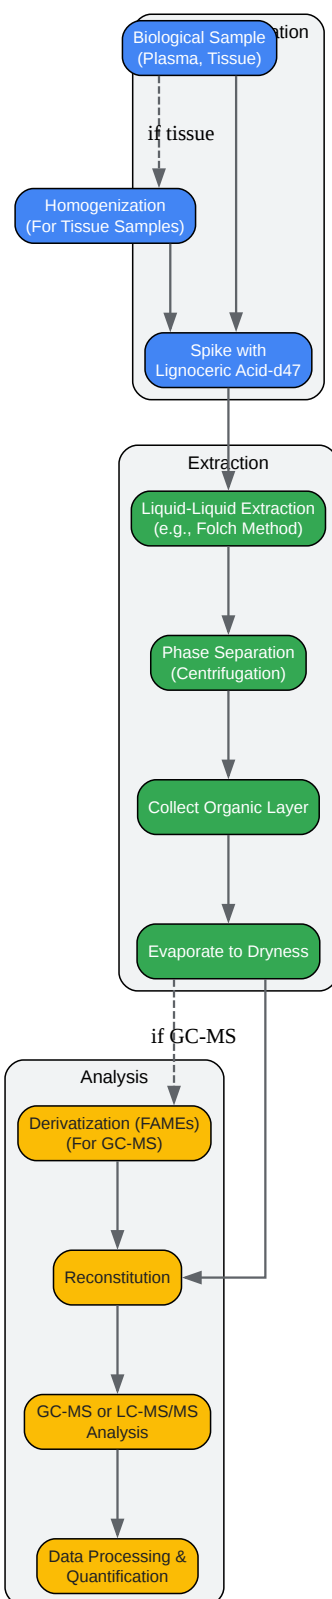 Biological Sample
(Plasma, Tissue)
if tissue
Homogenization
(For Tissue Samples)
Spike with
Lignoceric Acid-d47
Extraction
Liquid-Liquid Extraction
(e.g., Folch Method)
Phase Separation
(Centrifugation)
Collect Organic Layer
Evaporate to Dryness
if GC-MS
Analysis
Derivatization (FAMEs)
(For GC-MS)
Reconstitution
GC-MS or LC-MS/MS
Analysis
Data Processing &
Quantification